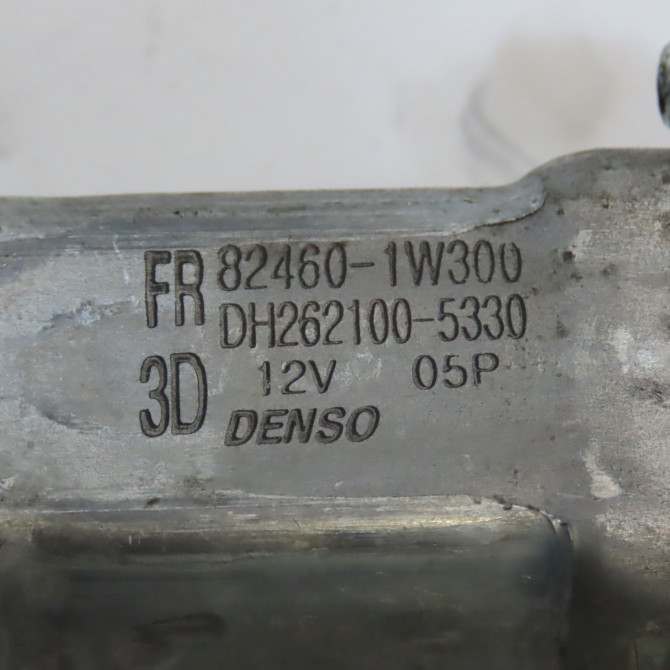 FR 82460-1W300
DH262100-5330
3D 12V 05P
DENSO